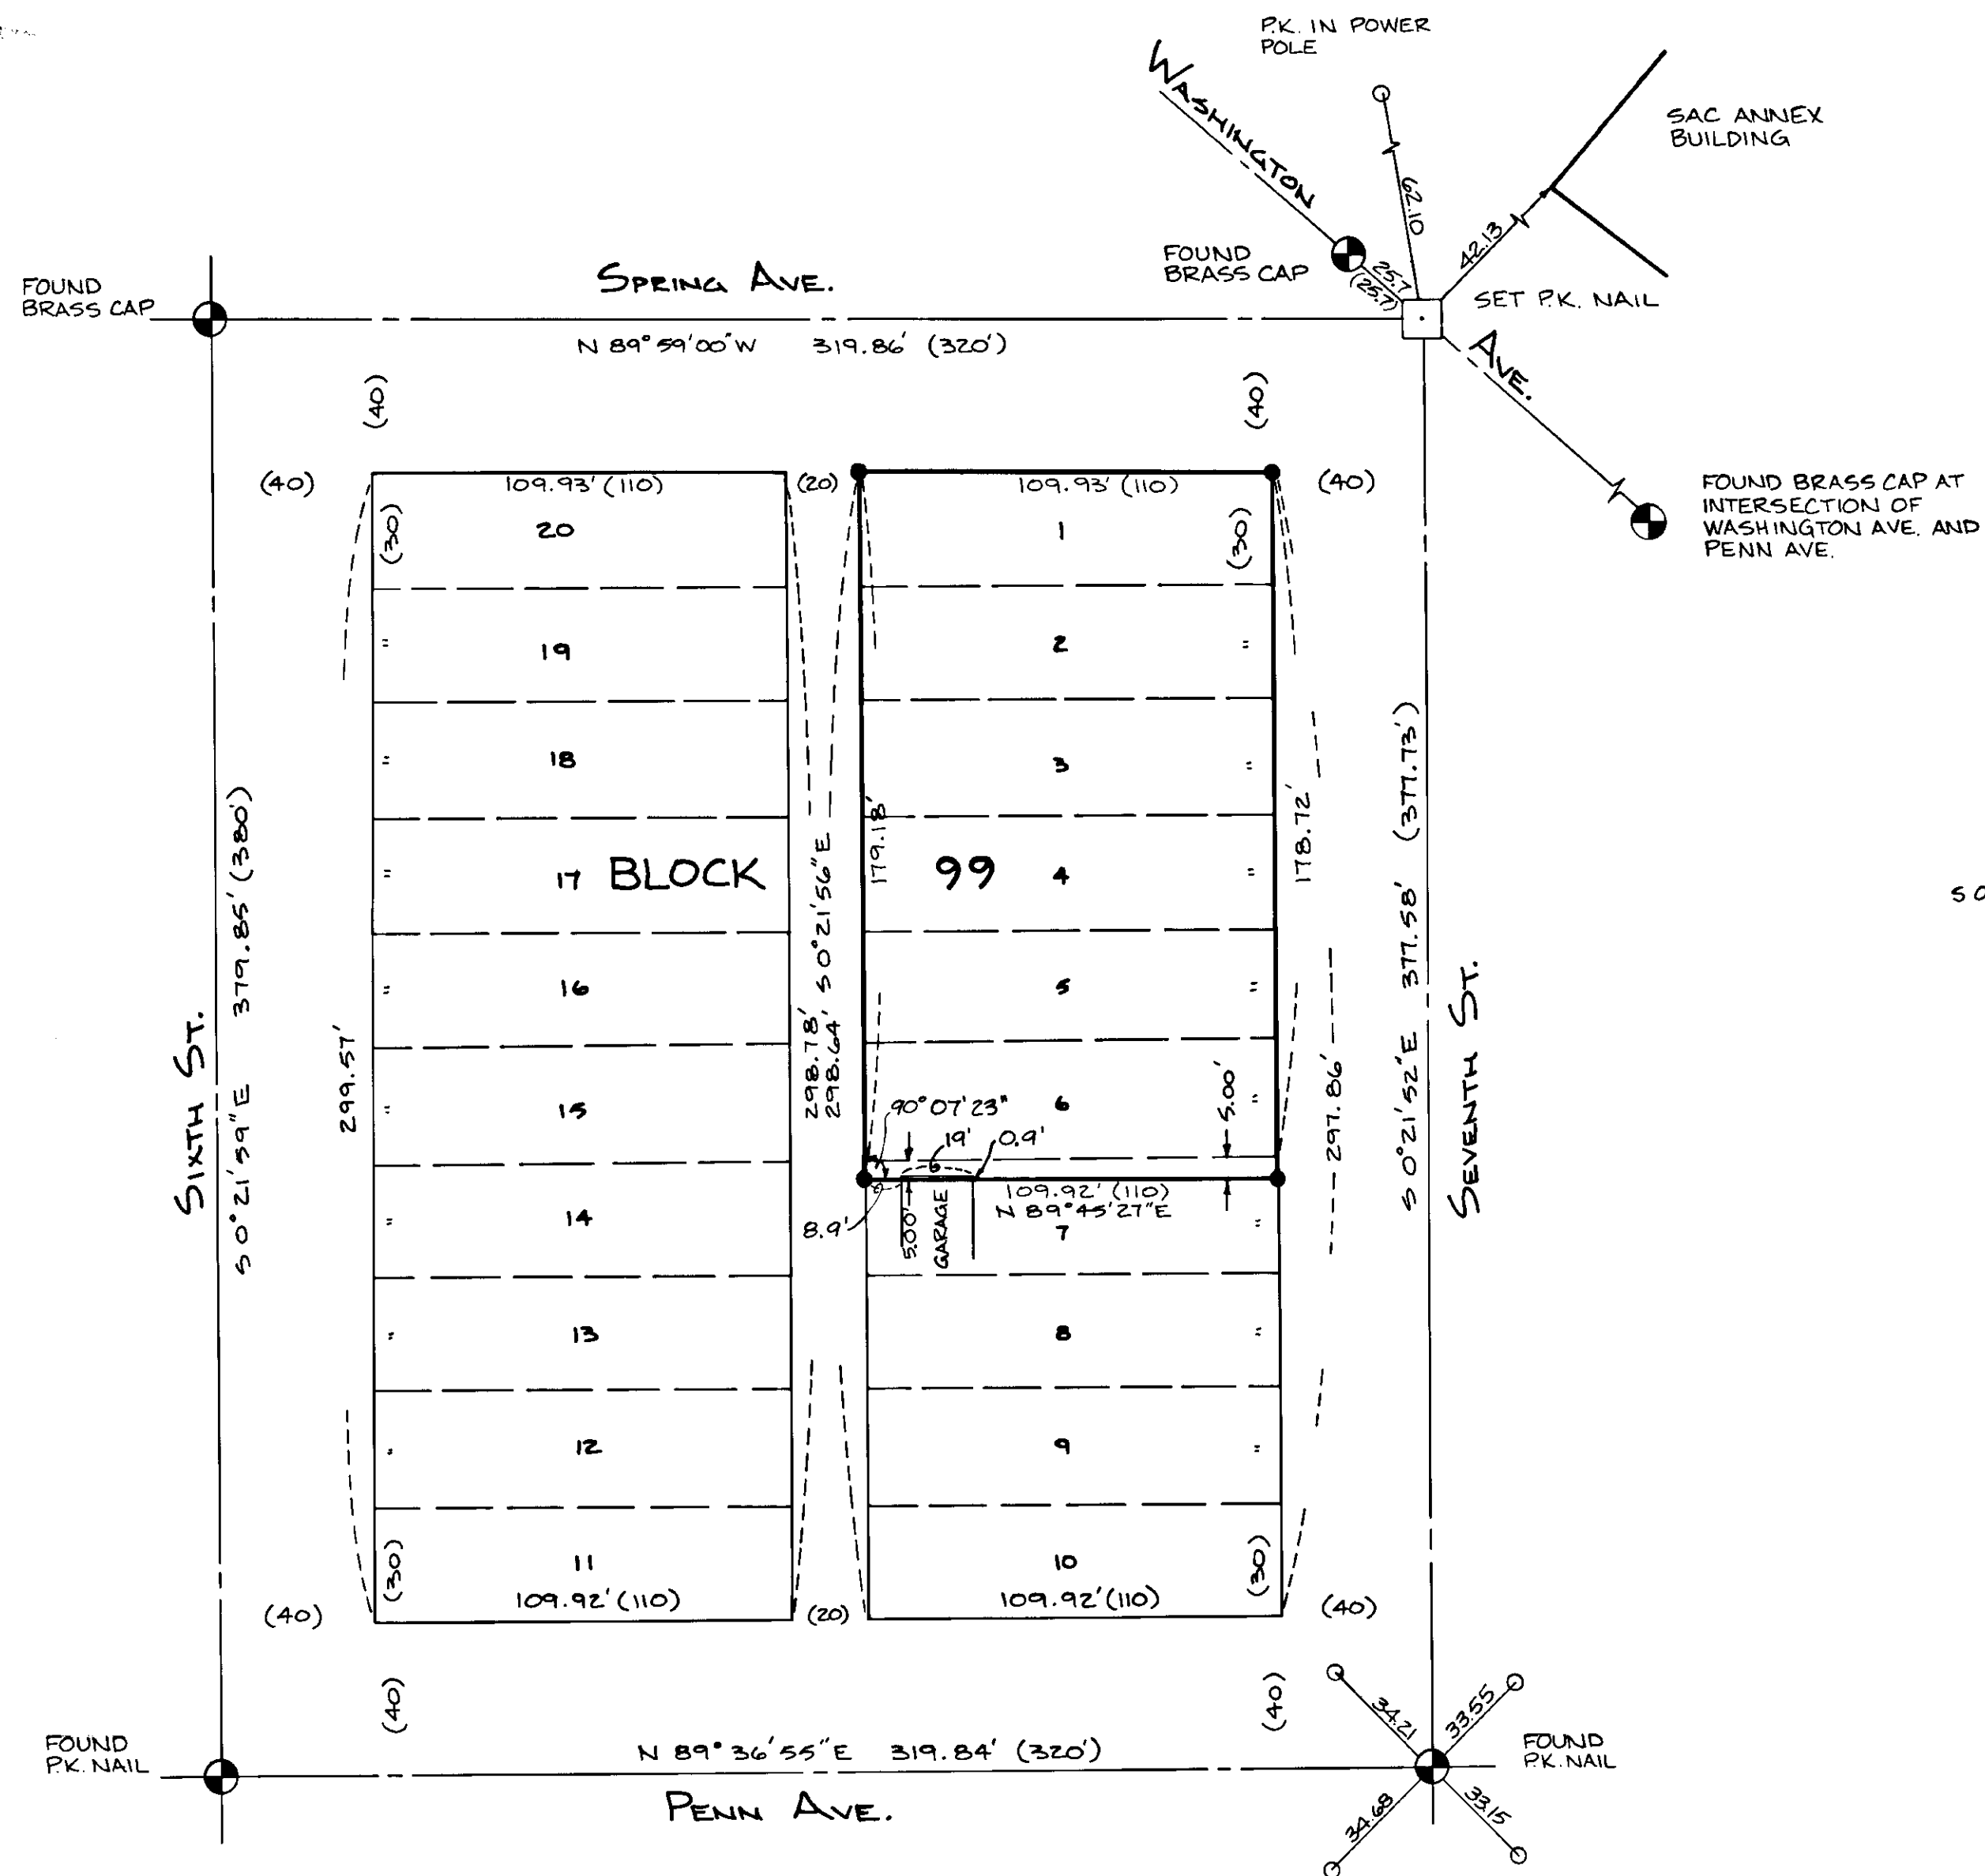 P.K. IN POWER
POLE
WASHINGTON
AVE.
SAC ANNEX
BUILDING
62.10
42.13
FOUND
BRASS CAP
25.7
(25.7)
SET P.K. NAIL
FOUND
BRASS CAP
SPRING AVE.
N 89°59'00"W 319.86' (320')
FOUND BRASS CAP AT
INTERSECTION OF
WASHINGTON AVE. AND
PENN AVE.
(40)
(40)
(40)
109.93' (110)
(20)
109.93' (110)
(40)
(30)
20
1
(30)
=
19
2
=
=
18
3
=
=
17
BLOCK
99
4
=
=
16
5
=
=
15
6
=
=
14
7
=
=
13
8
=
=
12
9
=
(30)
11
10
(30)
109.92' (110)
109.92' (110)
(40)
(20)
(40)
(40)
(40)
SIXTH ST.
S 0°21'59"E 379.85' (380')
299.57'
298.78'
298.64' S 0°21'56"E
179.18'
178.72'
297.86'
S 0°21'52"E 377.58' (377.73')
SEVENTH ST.
S 0
90°07'23"
19'
0.9'
5.00'
109.92' (110)
N 89°45'27"E
8.9'
5.00'
GARAGE
FOUND
P.K. NAIL
N 89°36'55"E 319.84' (320')
PENN AVE.
34.21
33.55
34.68
33.15
FOUND
P.K. NAIL